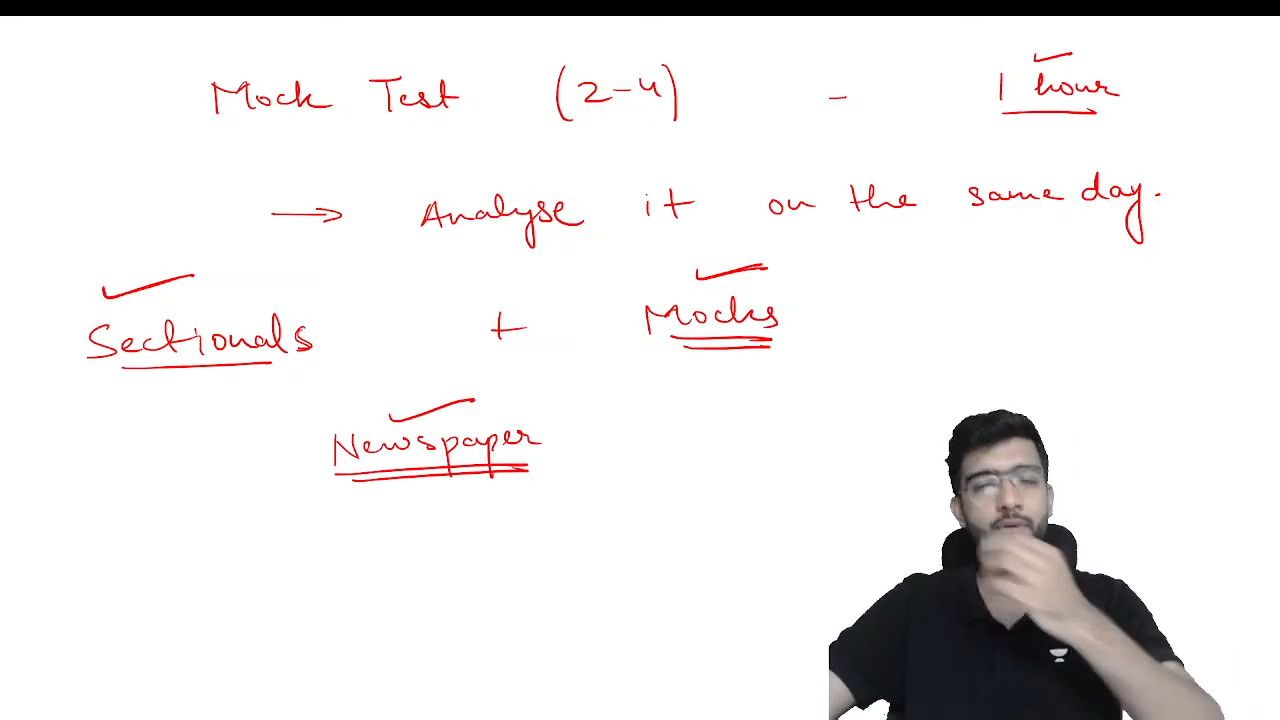 Mock Test (2-4) - 1 hour
→ Analyse it on the same day.
Sectionals + Mocks
Newspaper